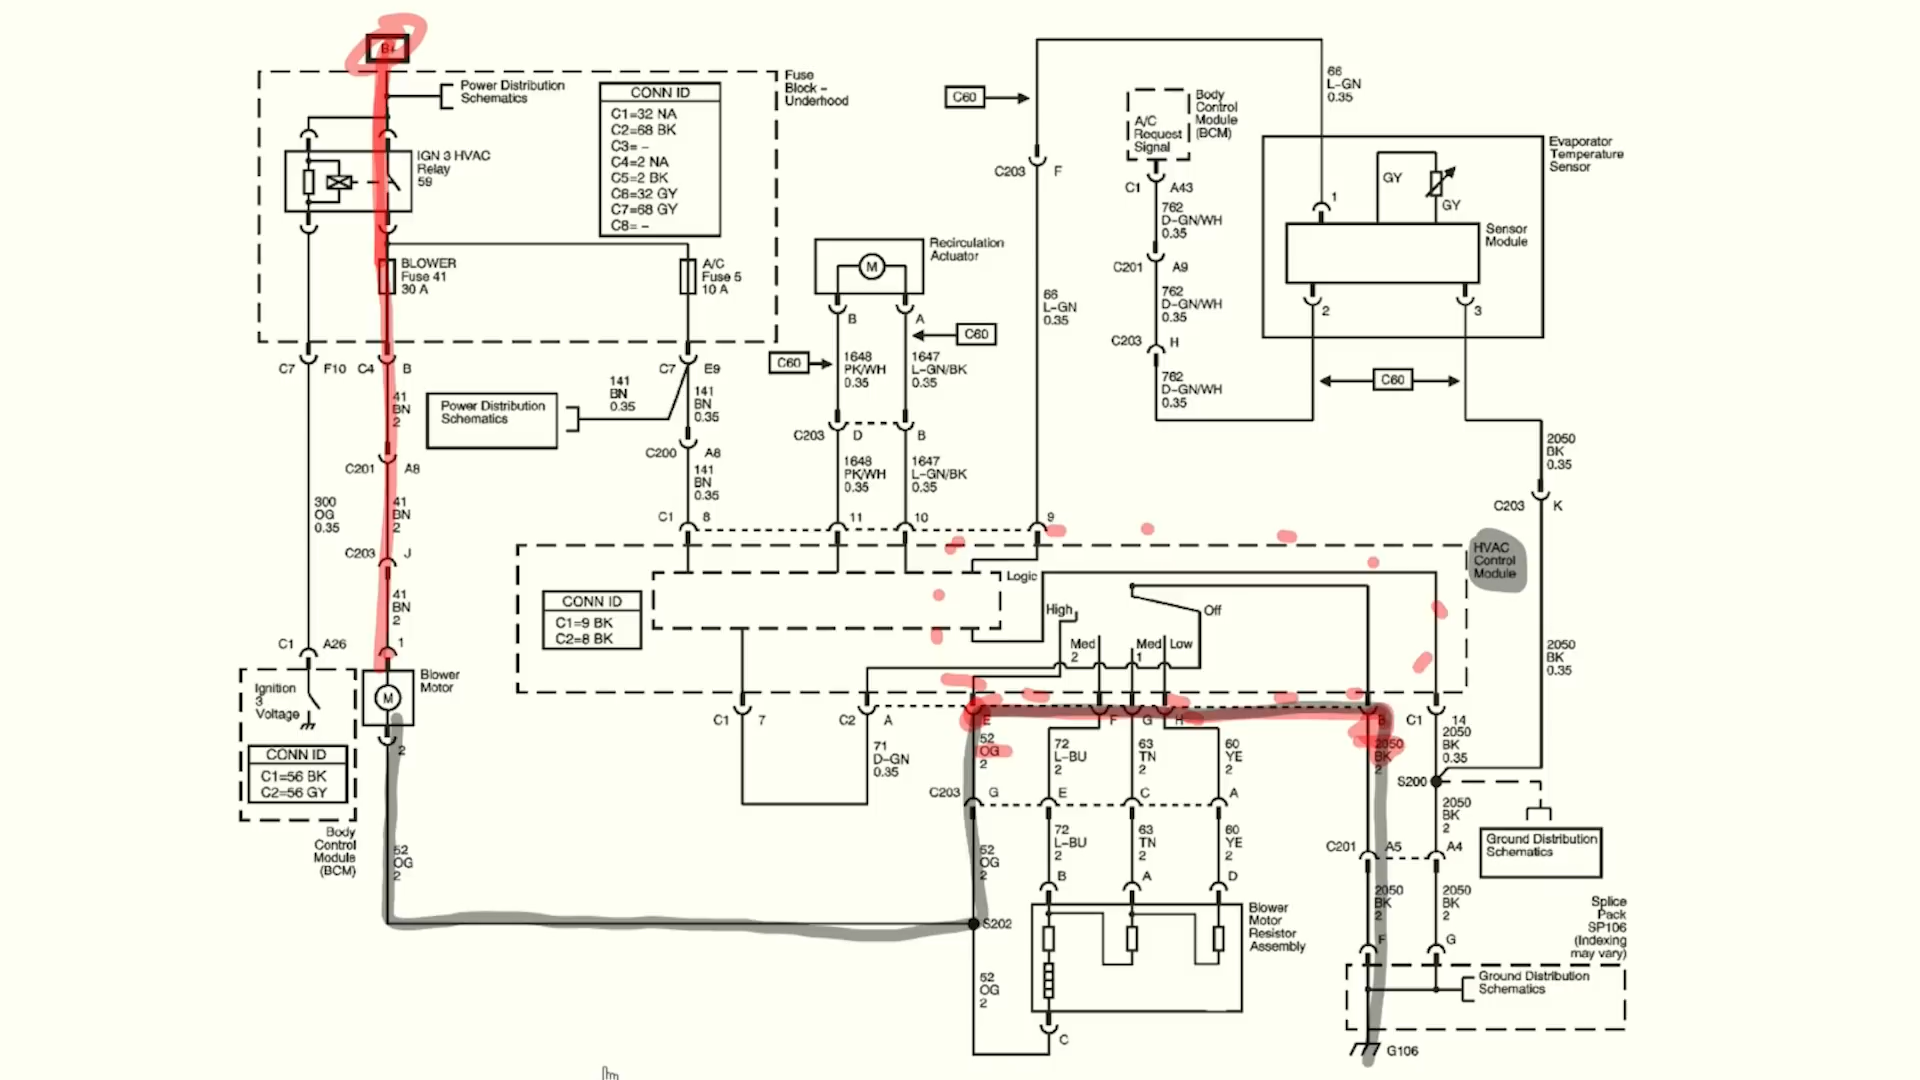 B+
Power Distribution
Schematics
Fuse
Block –
Underhood
CONN ID
C1=32 NA
C2=68 BK
C3= –
C4=2 NA
C5=2 BK
C6=32 GY
C7=68 GY
C8= –
IGN 3 HVAC
Relay
59
BLOWER
Fuse 41
30 A
A/C
Fuse 5
10 A
C7
F10
C4
B
C7
E9
41
BN
2
Power Distribution
Schematics
141
BN
0.35
141
BN
0.35
C200
A8
141
BN
0.35
C1
8
C201
A8
41
BN
2
300
OG
0.35
C203
J
41
BN
2
C1
A26
1
Ignition
3
Voltage
M
Blower
Motor
2
CONN ID
C1=56 BK
C2=56 GY
Body
Control
Module
(BCM)
52
OG
2
Recirculation
Actuator
M
B
A
C60
C60
1648
PK/WH
0.35
1647
L–GN/BK
0.35
C203
D
B
1648
PK/WH
0.35
1647
L–GN/BK
0.35
11
10
C60
C203
F
66
L–GN
0.35
9
66
L–GN
0.35
A/C
Request
Signal
Body
Control
Module
(BCM)
C1
A43
762
D–GN/WH
0.35
C201
A9
762
D–GN/WH
0.35
C203
H
762
D–GN/WH
0.35
Evaporator
Temperature
Sensor
GY
GY
1
Sensor
Module
2
3
C60
2050
BK
0.35
C203
K
2050
BK
0.35
HVAC
Control
Module
CONN ID
C1=9 BK
C2=8 BK
Logic
High
Off
Med
2
Med
1
Low
C1
7
C2
A
E
F
G
H
B
C1
14
71
D–GN
0.35
52
OG
2
72
L–BU
2
63
TN
2
60
YE
2
2050
BK
2
2050
BK
0.35
S200
C203
G
E
C
A
52
OG
2
72
L–BU
2
63
TN
2
60
YE
2
B
A
D
2050
BK
2
Ground Distribution
Schematics
C201
A5
A4
2050
BK
2
2050
BK
2
S202
Blower
Motor
Resistor
Assembly
52
OG
2
C
Splice
Pack
SP106
(Indexing
may vary)
F
G
Ground Distribution
Schematics
G106